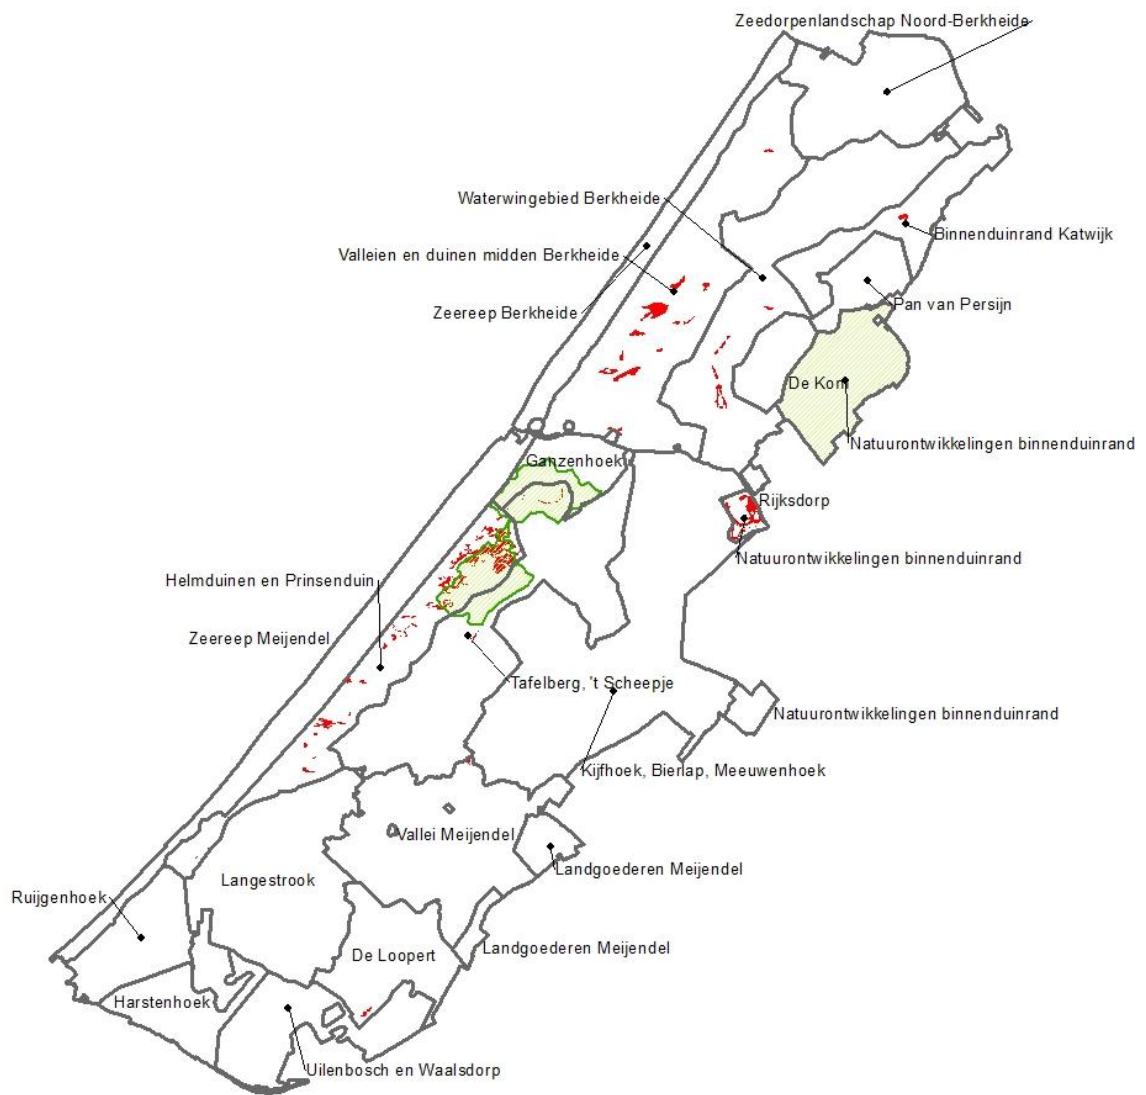 Zeedorpenlandschap Noord-Berkheide
Waterwingebied Berkheide
Binnenduinrand Katwijk
Valleien en duinen midden Berkheide
Pan van Persijn
Zeereep Berkheide
De Kom
Natuurontwikkelingen binnenduinrand
Ganzenhoek
Rijksdorp
Natuurontwikkelingen binnenduinrand
Helmduinen en Prinsenduin
Zeereep Meijendel
Tafelberg, 't Scheepje
Natuurontwikkelingen binnenduinrand
Kijfhoek, Bierlap, Meeuwenhoek
Vallei Meijendel
Landgoederen Meijendel
Langestrook
Ruijgenhoek
Landgoederen Meijendel
De Loopert
Harstenhoek
Uilenbosch en Waalsdorp